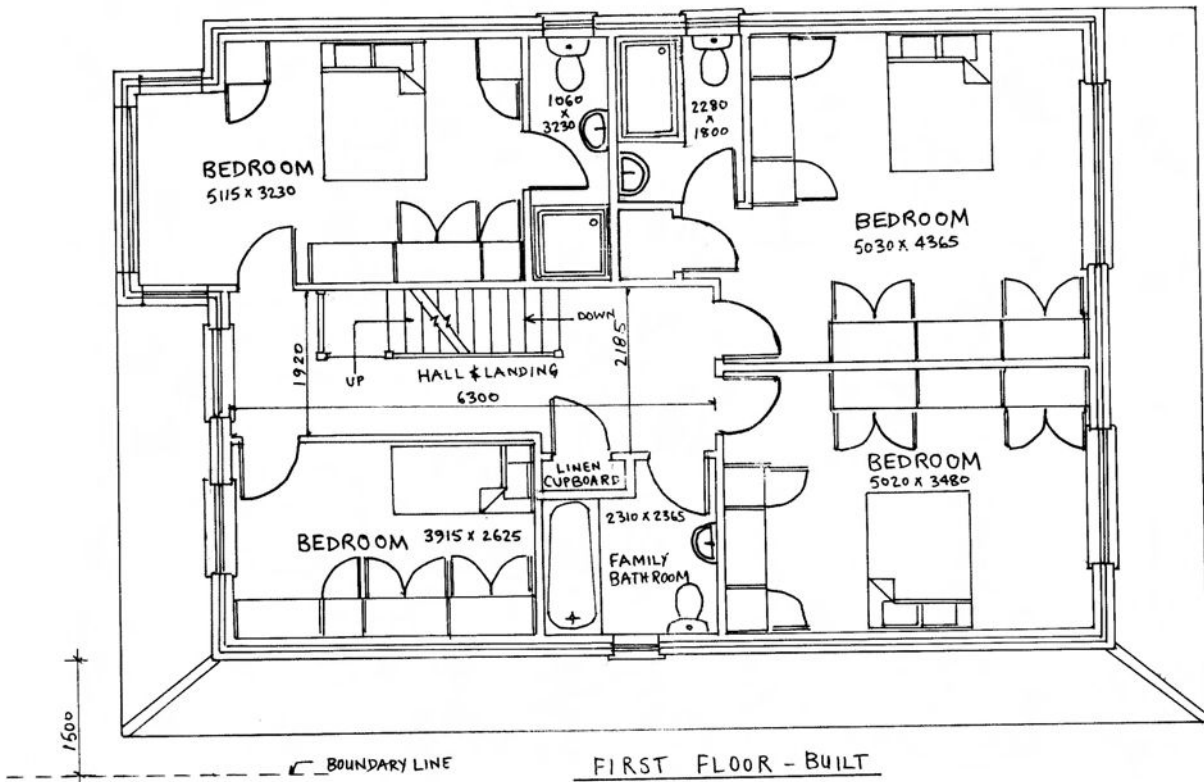 1060
x
3230
2280
x
1800
BEDROOM
5115 x 3230
BEDROOM
5030 x 4365
DOWN
UP
1920
2185
HALL & LANDING
6300
LINEN
CUPBOARD
BEDROOM
5020 x 3480
BEDROOM 3915 x 2625
2310 x 2365
FAMILY
BATHROOM
1500
BOUNDARY LINE
FIRST FLOOR - BUILT